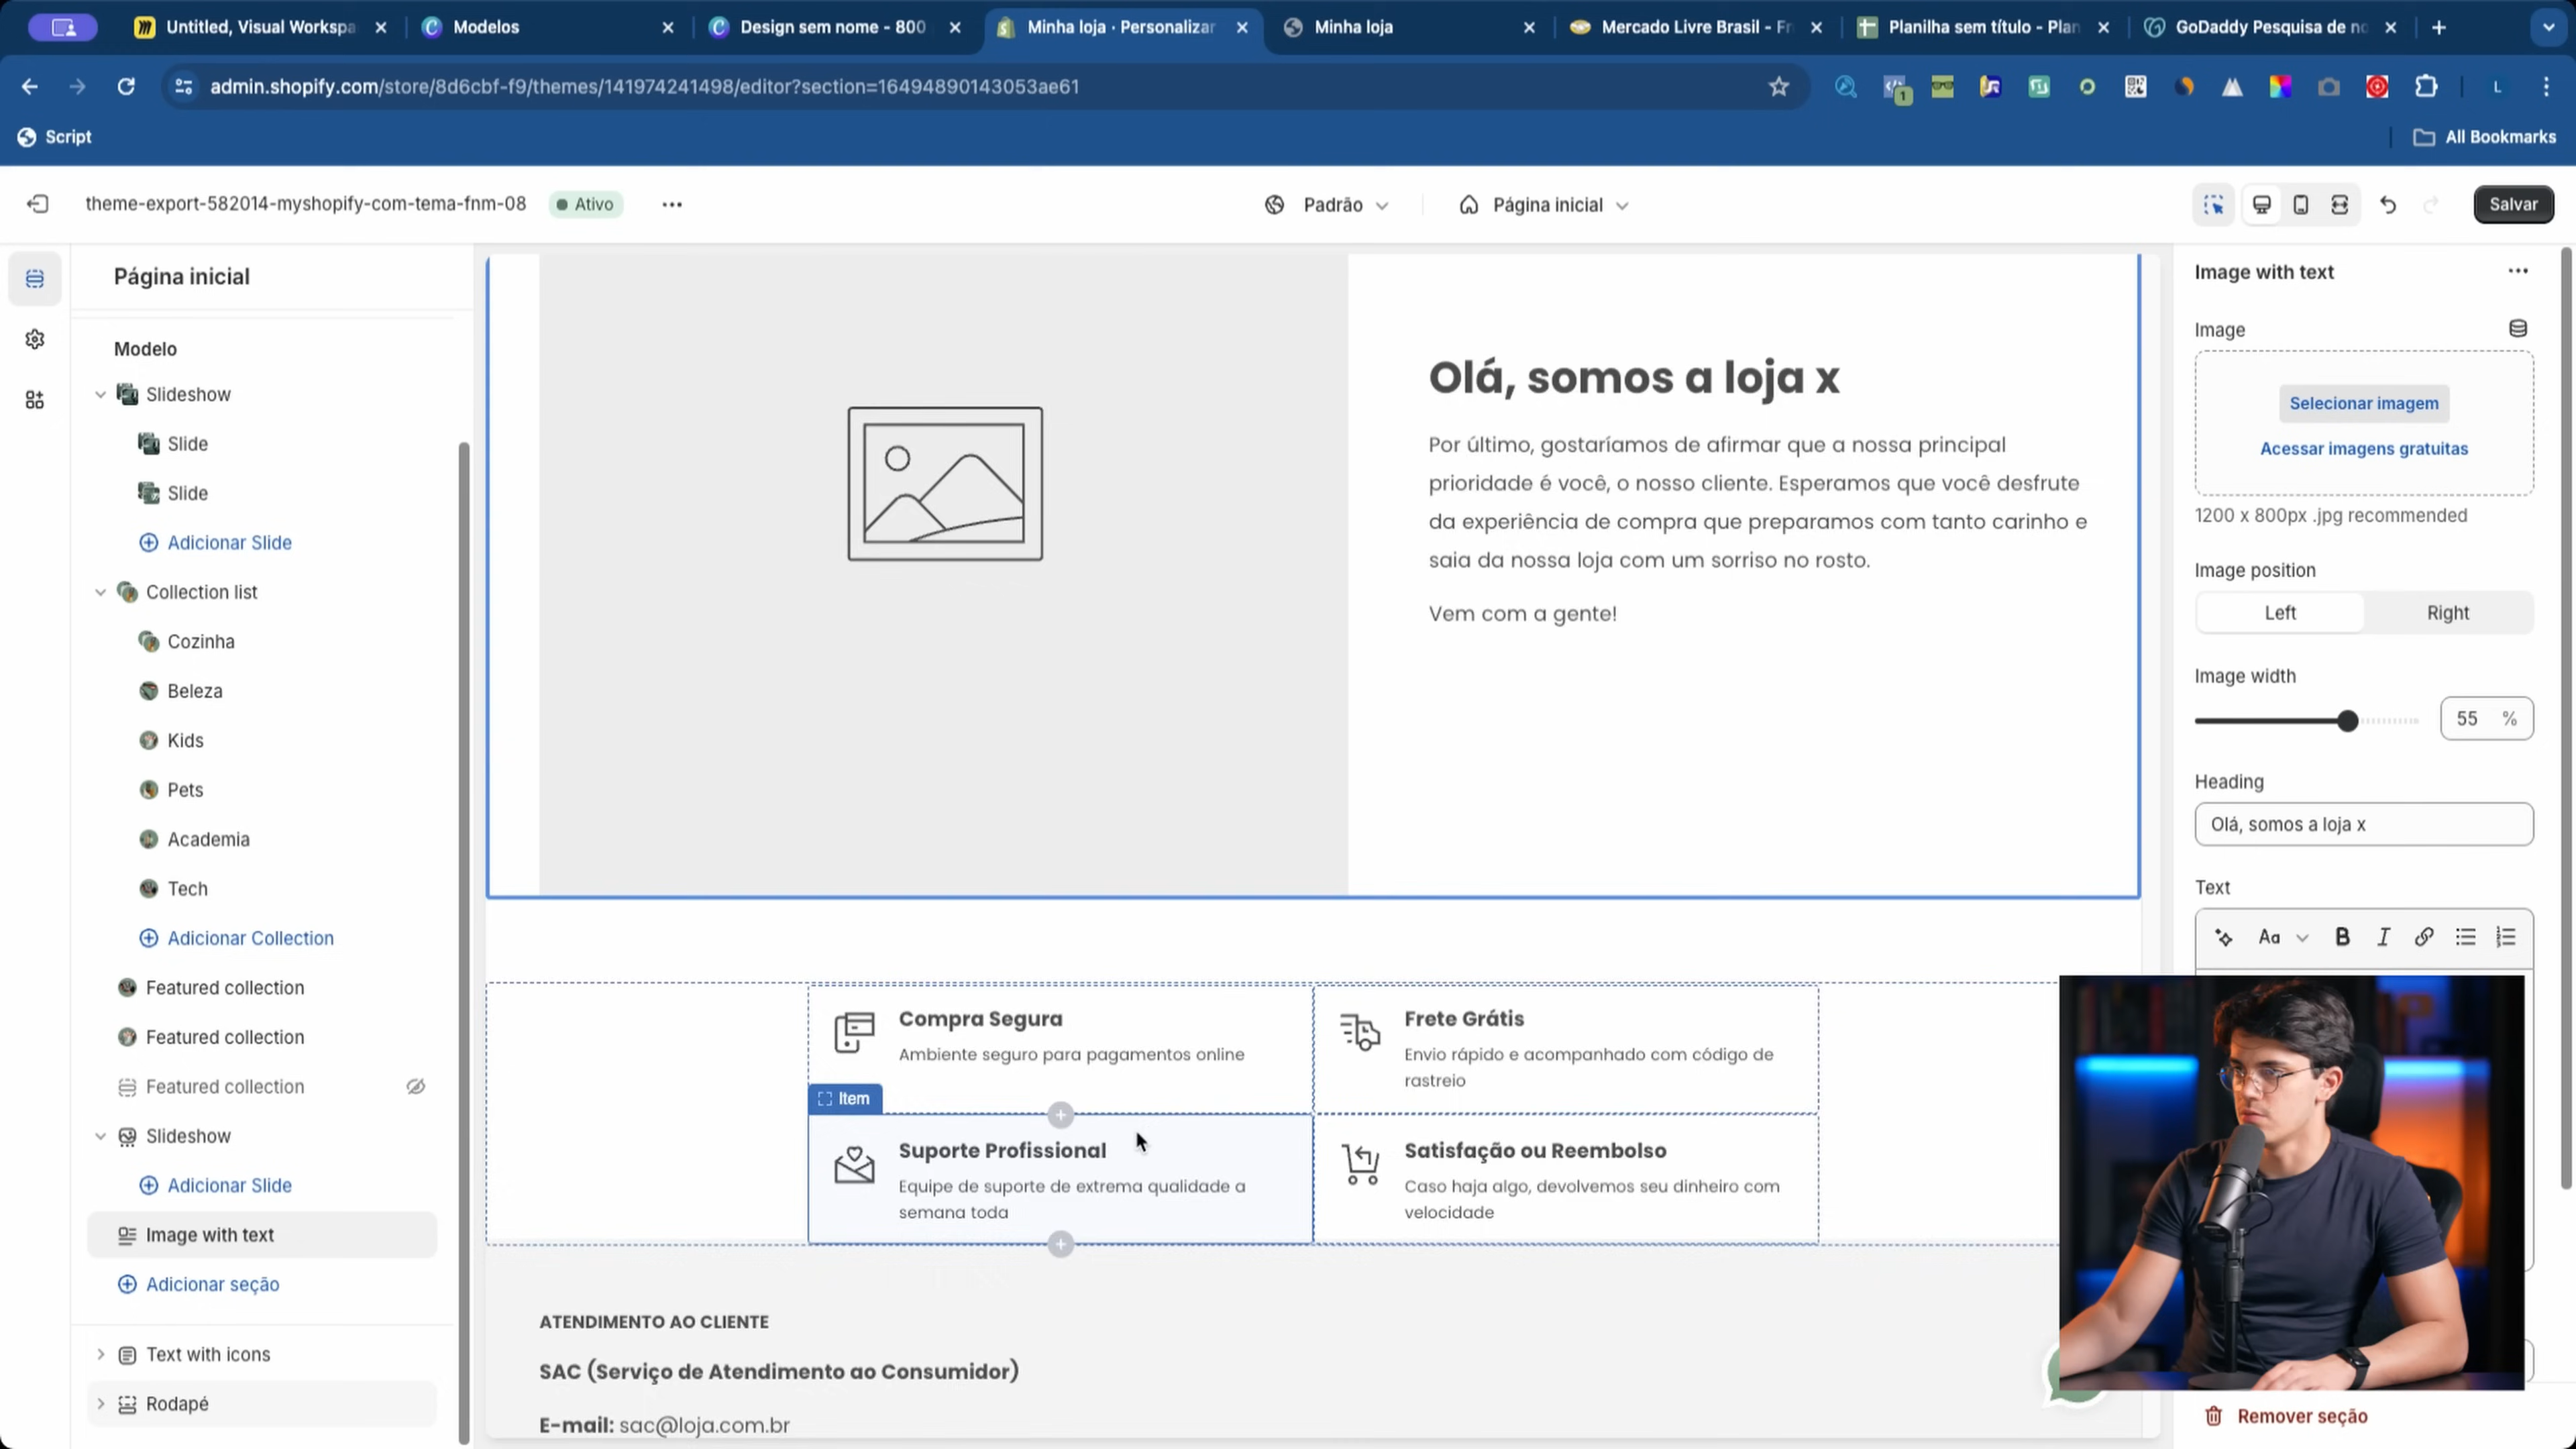 Untitled, Visual Workspa
Modelos
Design sem nome - 800
Minha loja · Personalizar
Minha loja
Mercado Livre Brasil - Fr
Planilha sem título - Plan
GoDaddy Pesquisa de no
admin.shopify.com/store/8d6cbf-f9/themes/141974241498/editor?section=16494890143053ae61
1
L
Script
All Bookmarks
theme-export-582014-myshopify-com-tema-fnm-08
Ativo
Padrão
Página inicial
Salvar
Página inicial
Modelo
Slideshow
Slide
Slide
Adicionar Slide
Collection list
Cozinha
Beleza
Kids
Pets
Academia
Tech
Adicionar Collection
Featured collection
Featured collection
Featured collection
Slideshow
Adicionar Slide
Image with text
Adicionar seção
Text with icons
Rodapé
Olá, somos a loja x
Por último, gostaríamos de afirmar que a nossa principal
prioridade é você, o nosso cliente. Esperamos que você desfrute
da experiência de compra que preparamos com tanto carinho e
saia da nossa loja com um sorriso no rosto.
Vem com a gente!
Compra Segura
Ambiente seguro para pagamentos online
Frete Grátis
Envio rápido e acompanhado com código de
rastreio
Item
Suporte Profissional
Equipe de suporte de extrema qualidade a
semana toda
Satisfação ou Reembolso
Caso haja algo, devolvemos seu dinheiro com
velocidade
ATENDIMENTO AO CLIENTE
SAC (Serviço de Atendimento ao Consumidor)
E-mail: sac@loja.com.br
Image with text
Image
Selecionar imagem
Acessar imagens gratuitas
1200 x 800px .jpg recommended
Image position
Left
Right
Image width
55 %
Heading
Olá, somos a loja x
Text
Aa
B
I
Remover seção